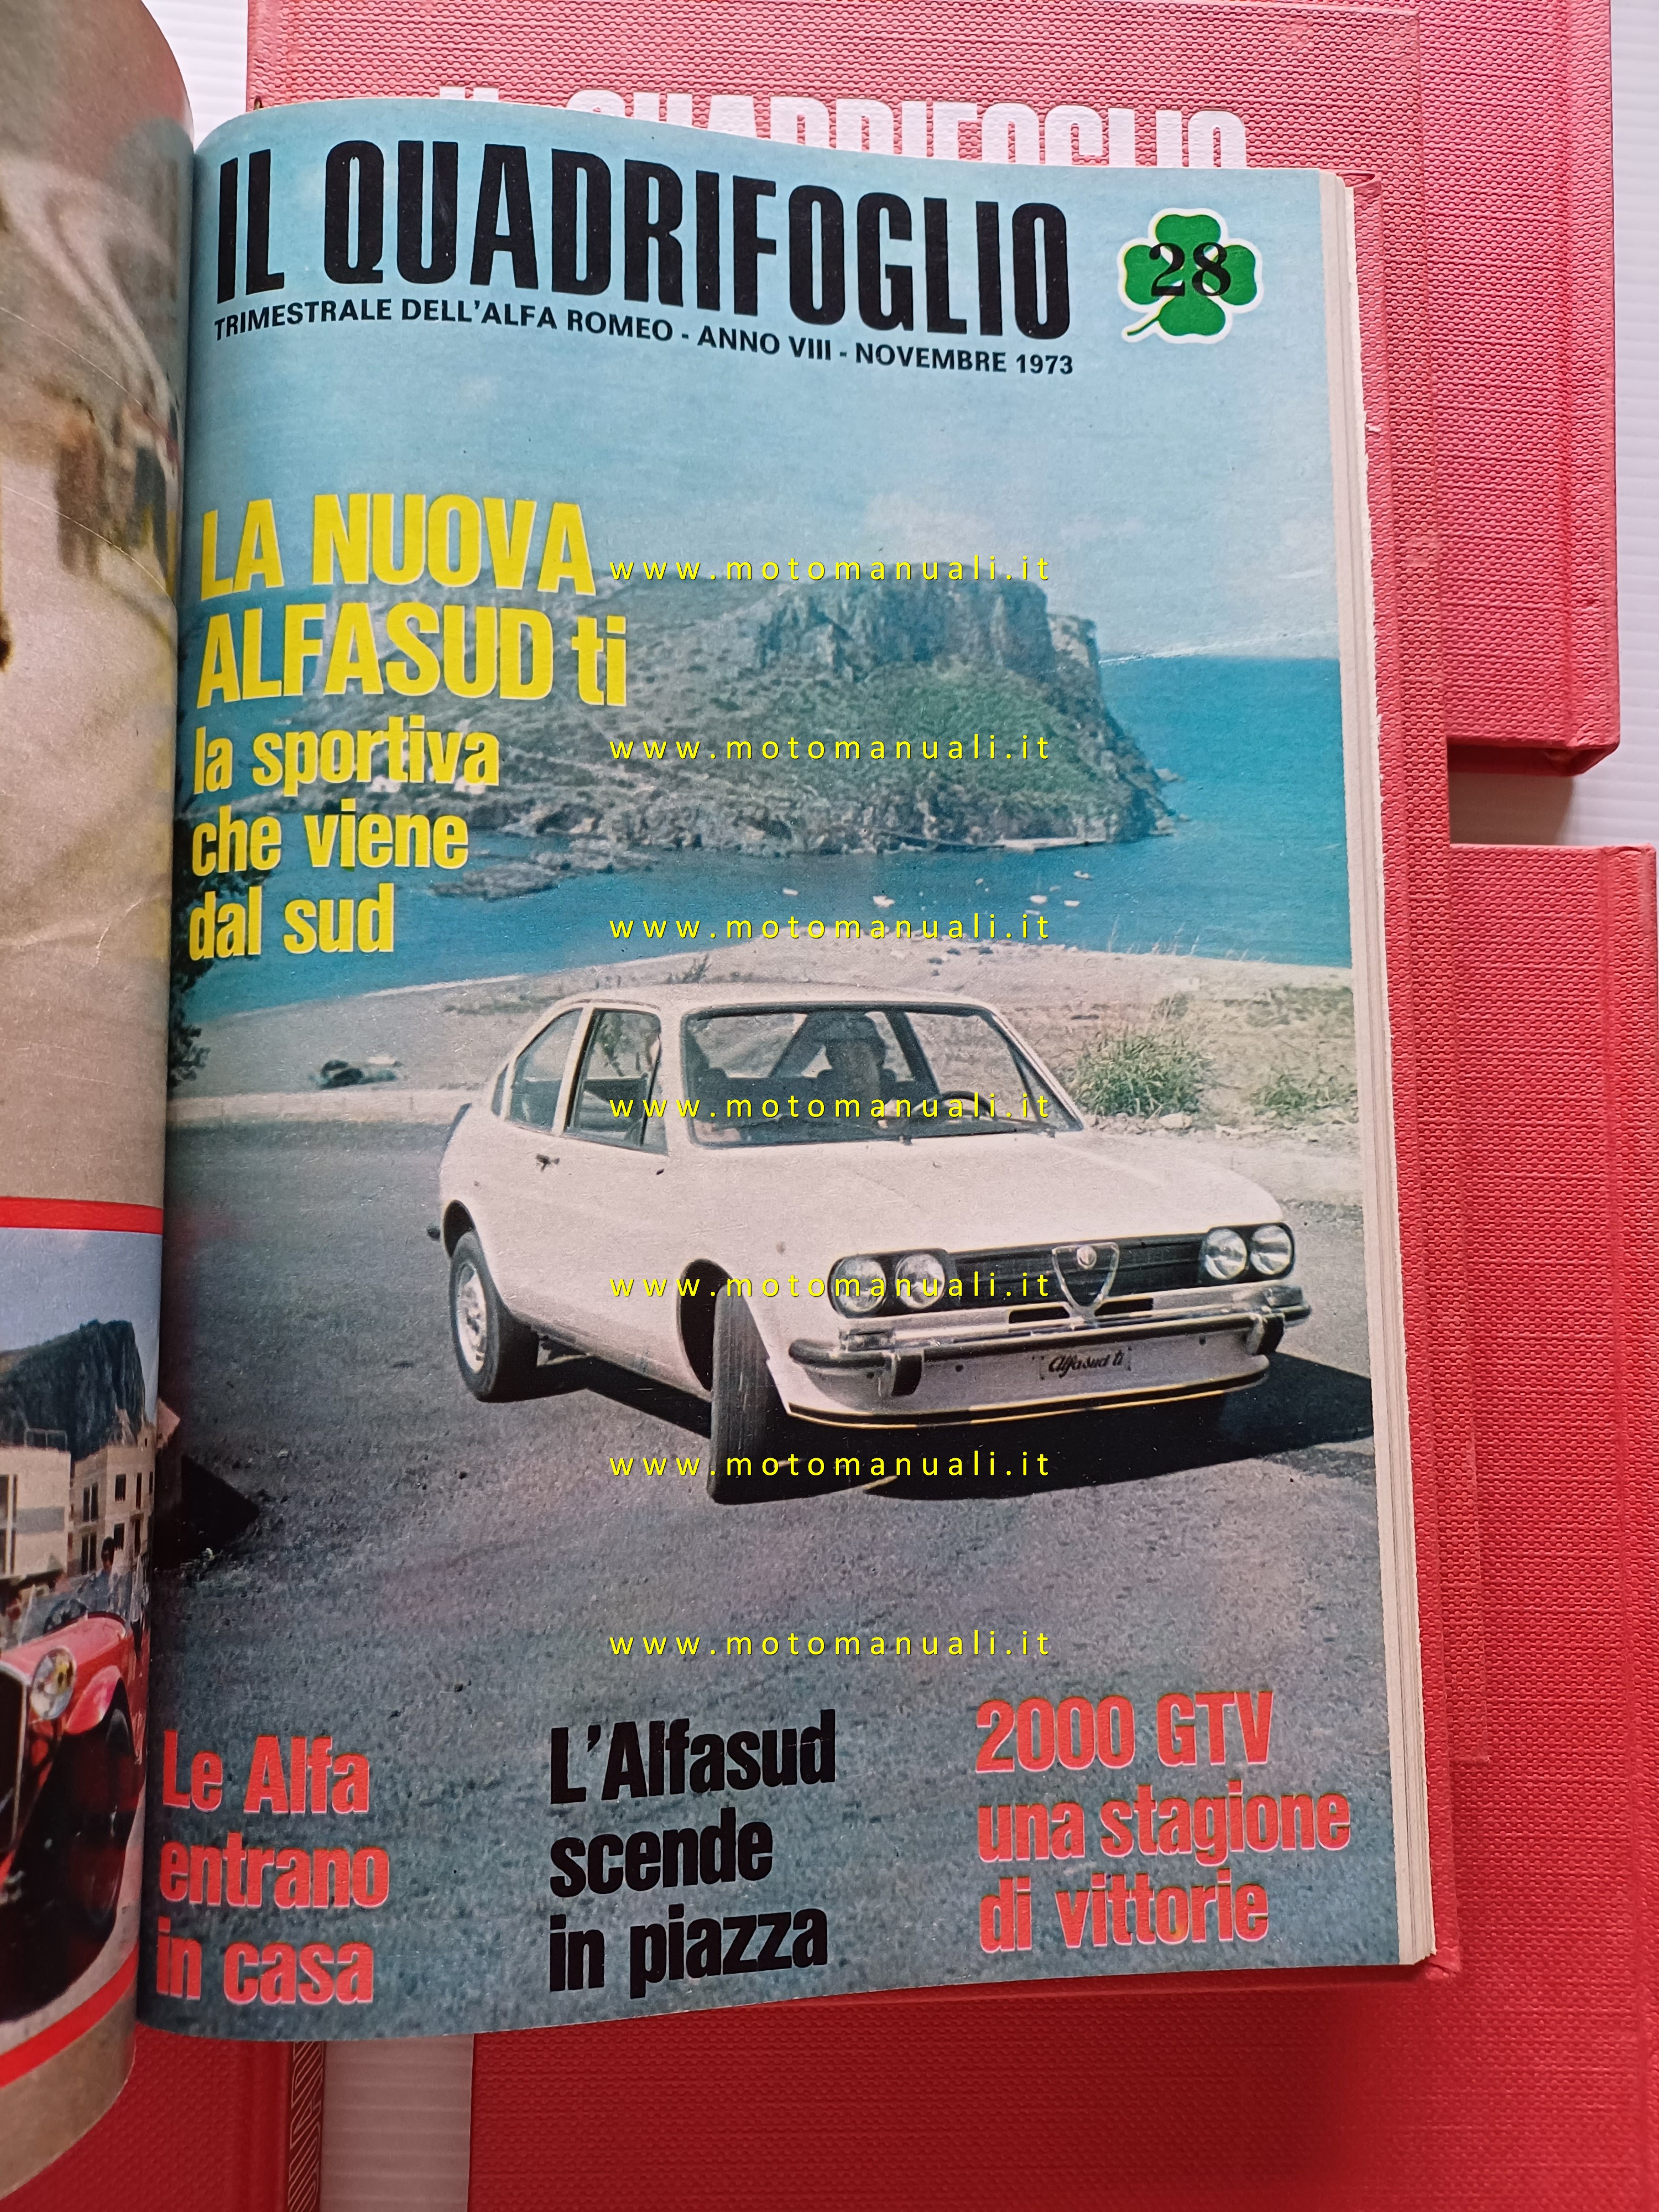 IL QUADRIFOGLIO
IL QUADRIFOGLIO
28
TRIMESTRALE DELL'ALFA ROMEO - ANNO VIII - NOVEMBRE 1973
LA NUOVA
ALFASUD ti
la sportiva
che viene
dal sud
www.motomanuali.it
www.motomanuali.it
www.motomanuali.it
www.motomanuali.it
www.motomanuali.it
Alfasud ti
www.motomanuali.it
www.motomanuali.it
Le Alfa
entrano
in casa
L'Alfasud
scende
in piazza
2000 GTV
una stagione
di vittorie